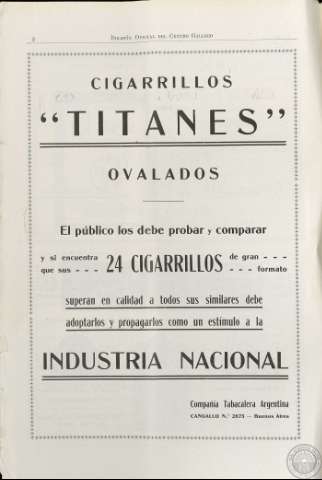 2
Boletín Oficial del Centro Gallego
CIGARRILLOS
"TITANES"
OVALADOS
El público los debe probar y comparar
y si encuentra que sus - - - 24 CIGARRILLOS de gran - - - - - - formato
superan en calidad a todos sus similares debe
adoptarlos y propagarlos como un estímulo a la
INDUSTRIA NACIONAL
Compañía Tabacalera Argentina
CANGALLO N.º 2075 — Buenos Aires